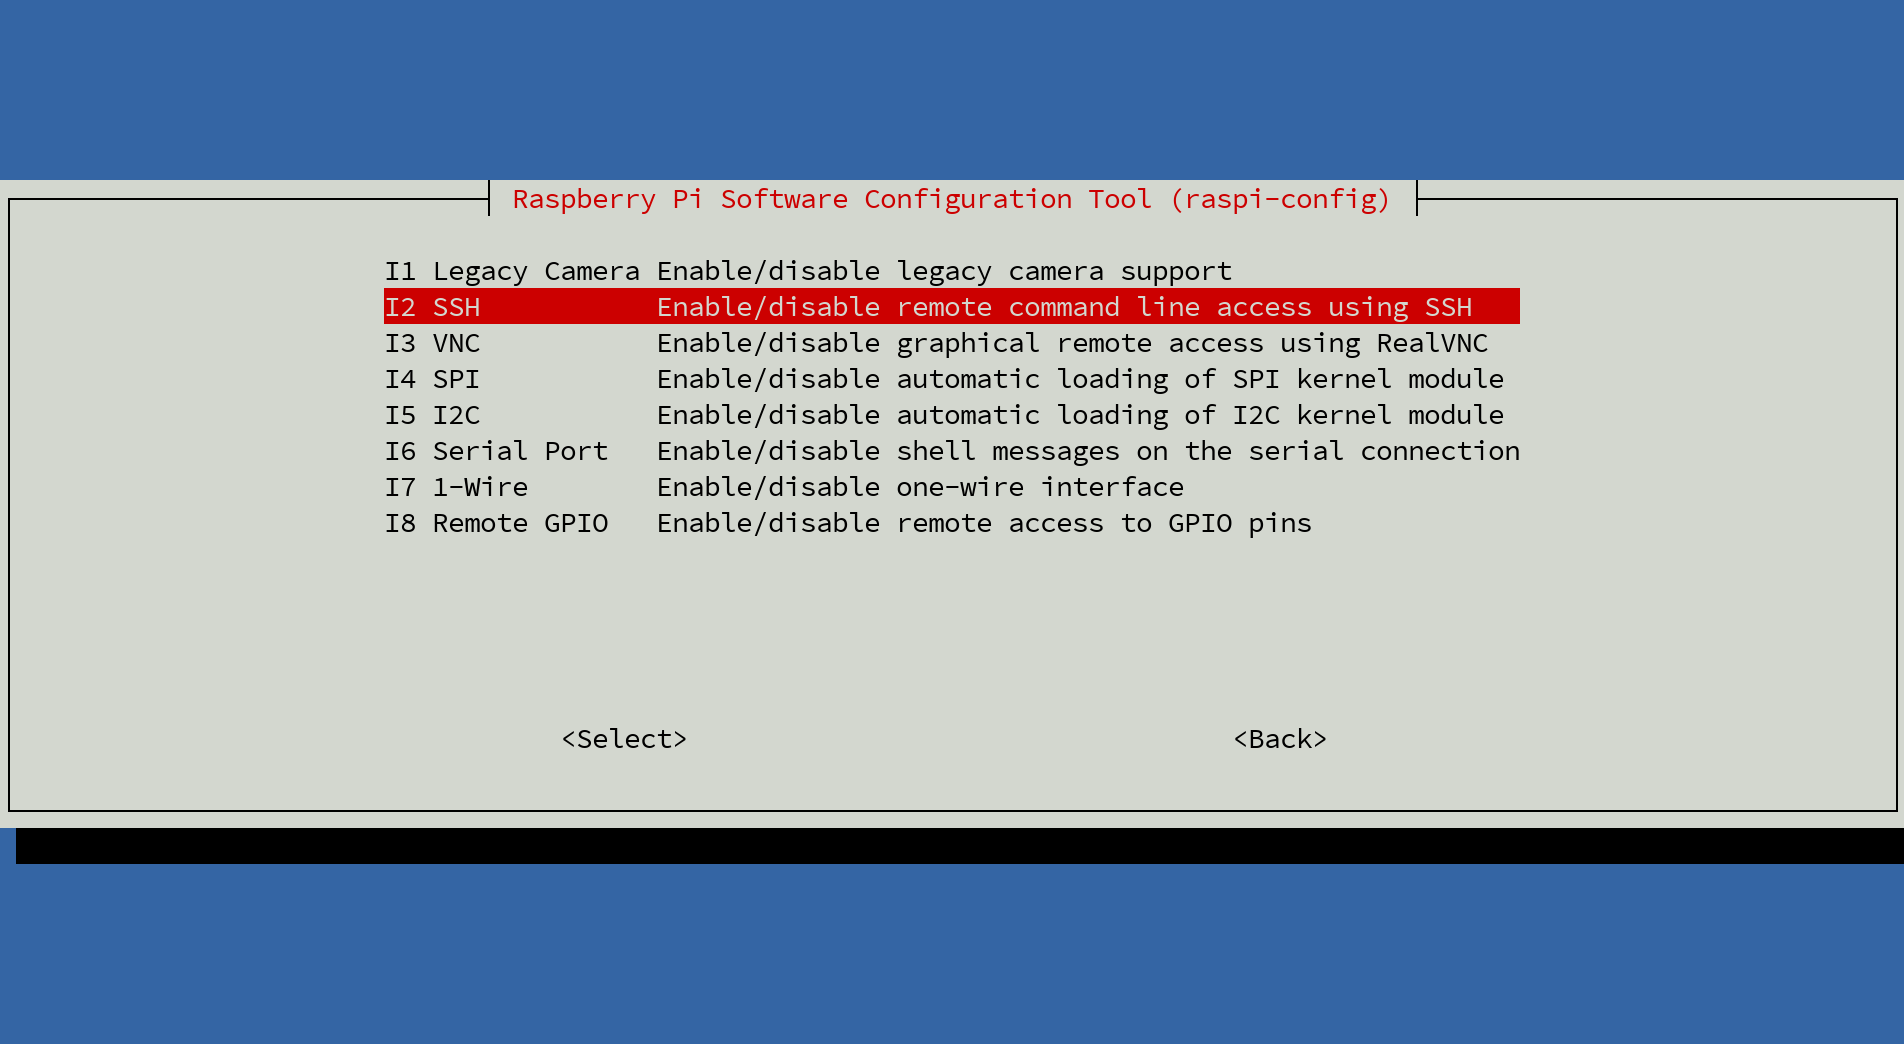 Raspberry Pi Software Configuration Tool (raspi-config)
I1 Legacy Camera Enable/disable legacy camera support
I2 SSH Enable/disable remote command line access using SSH
I3 VNC Enable/disable graphical remote access using RealVNC
I4 SPI Enable/disable automatic loading of SPI kernel module
I5 I2C Enable/disable automatic loading of I2C kernel module
I6 Serial Port Enable/disable shell messages on the serial connection
I7 1-Wire Enable/disable one-wire interface
I8 Remote GPIO Enable/disable remote access to GPIO pins
<Select> <Back>